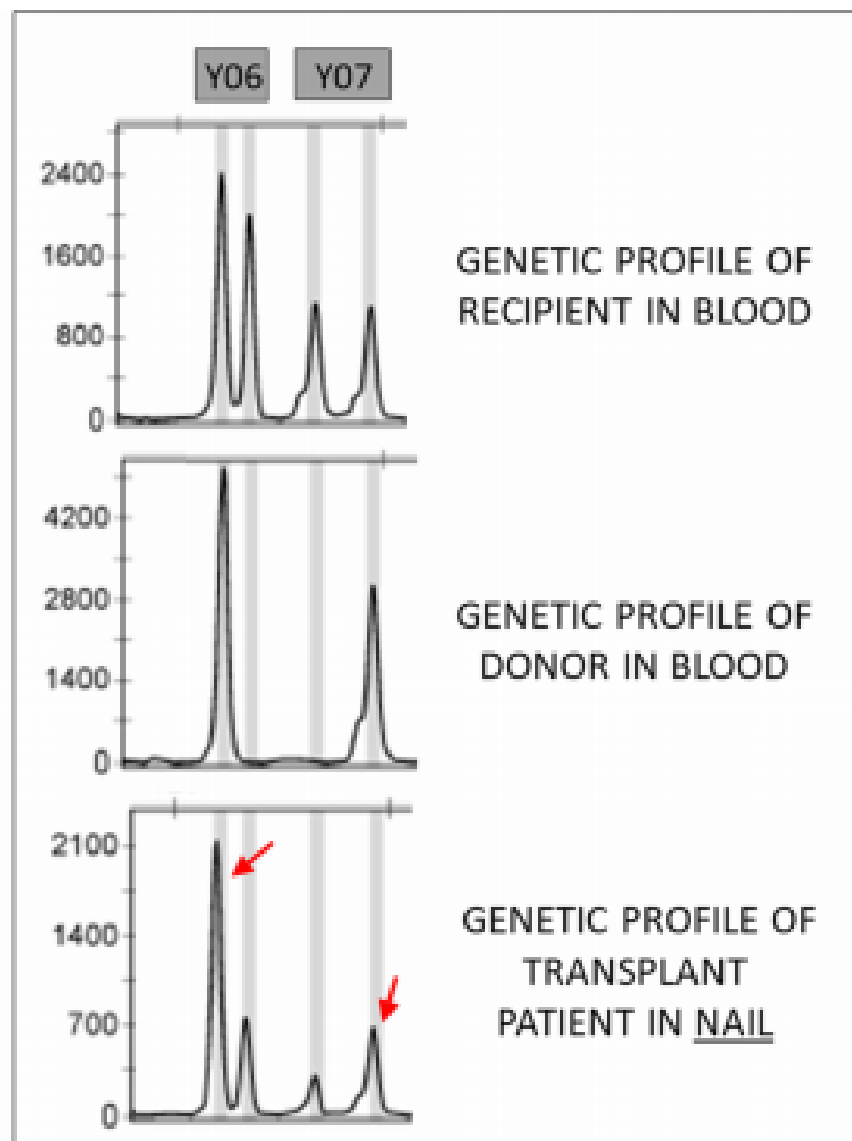 Y06 Y07
2400
1600
800
0
GENETIC PROFILE OF
RECIPIENT IN BLOOD
4200
2800
1400
0
GENETIC PROFILE OF
DONOR IN BLOOD
2100
1400
700
0
GENETIC PROFILE OF
TRANSPLANT
PATIENT IN NAIL